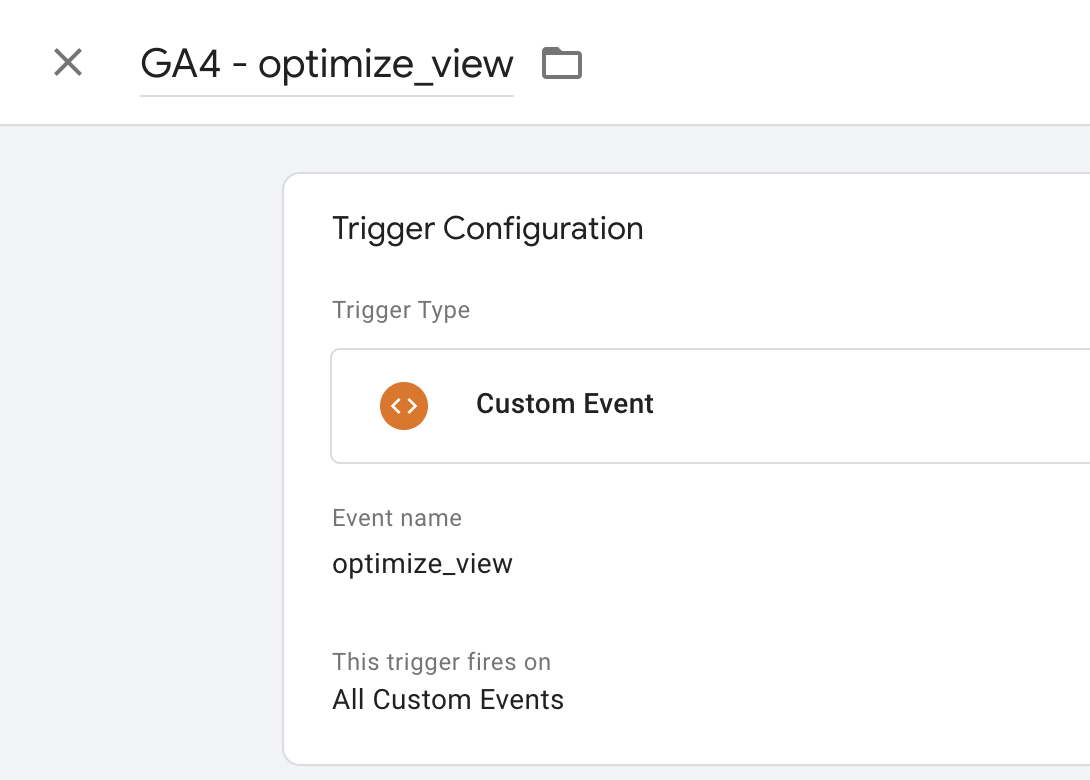 GA4 - optimize_view
Trigger Configuration
Trigger Type
Custom Event
Event name
optimize_view
This trigger fires on
All Custom Events